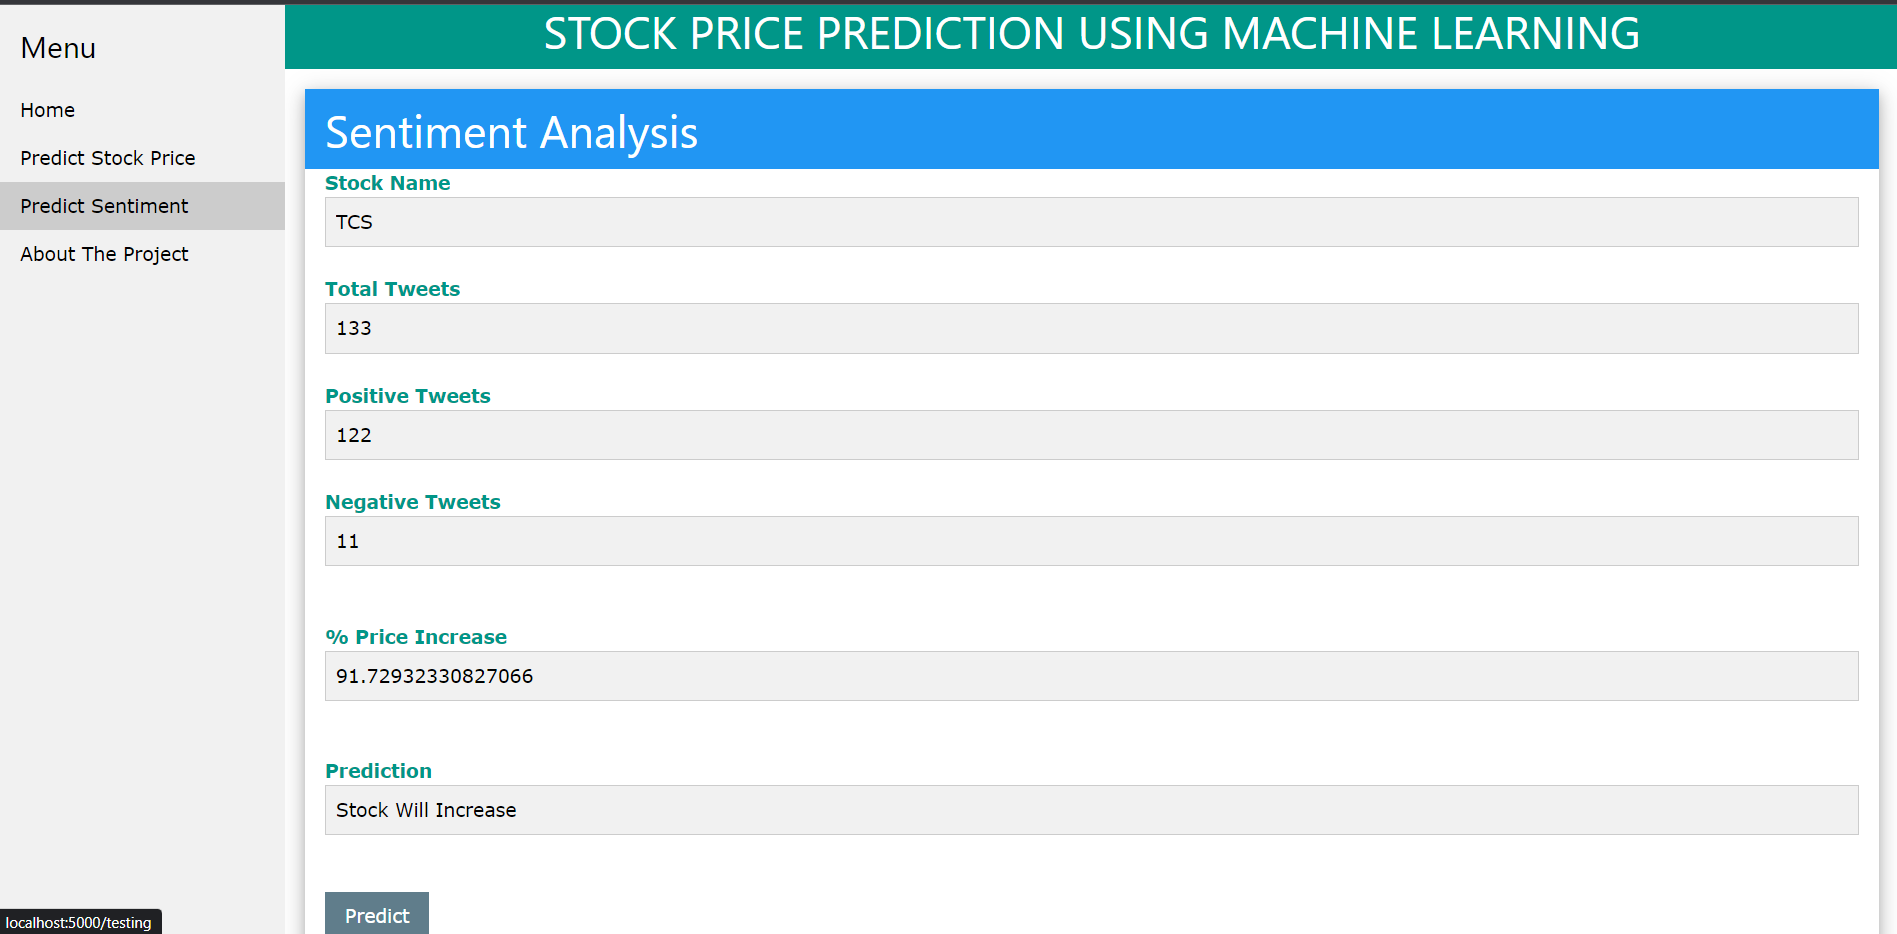 Menu
Home
Predict Stock Price
Predict Sentiment
About The Project
STOCK PRICE PREDICTION USING MACHINE LEARNING
Sentiment Analysis
Stock Name
TCS
Total Tweets
133
Positive Tweets
122
Negative Tweets
11
% Price Increase
91.72932330827066
Prediction
Stock Will Increase
Predict
localhost:5000/testing